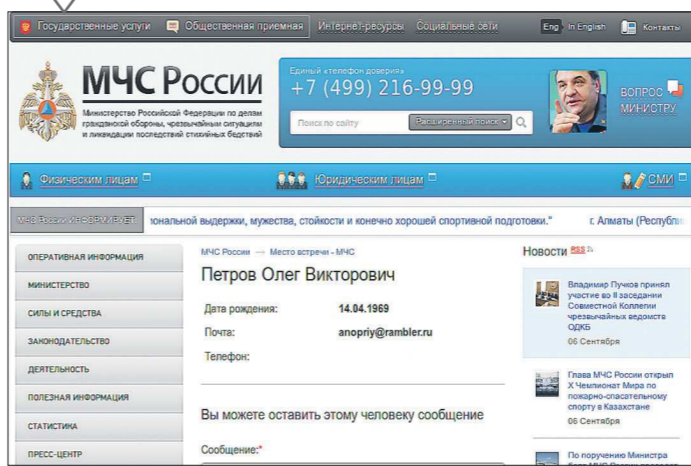 Государственные услуги Общественная приемная Интернет-ресурсы Социальные сети Eng In English Контакты
МЧС РОССИИ
Министерство Российской Федерации по делам
гражданской обороны, чрезвычайным ситуациям
и ликвидации последствий стихийных бедствий
Единый «телефон доверия»
+7 (499) 216-99-99
Поиск по сайту Расширенный поиск
ВОПРОС
МИНИСТРУ
Физическим лицам Юридическим лицам СМИ
МЧС России ИНФОРМИРУЕТ иональной выдержки, мужества, стойкости и конечно хорошей спортивной подготовки." г. Алматы (Республи
ОПЕРАТИВНАЯ ИНФОРМАЦИЯ
МИНИСТЕРСТВО
СИЛЫ И СРЕДСТВА
ЗАКОНОДАТЕЛЬСТВО
ДЕЯТЕЛЬНОСТЬ
ПОЛЕЗНАЯ ИНФОРМАЦИЯ
СТАТИСТИКА
ПРЕСС-ЦЕНТР
МЧС России → Место встречи - МЧС
Петров Олег Викторович
Дата рождения: 14.04.1969
Почта: anopriy@rambler.ru
Телефон:
Вы можете оставить этому человеку сообщение
Сообщение:*
Новости RSS
Владимир Пучков принял
участие во II заседании
Совместной Коллегии
чрезвычайных ведомств
ОДКБ
06 Сентября
Глава МЧС России открыл
X Чемпионат Мира по
пожарно-спасательному
спорту в Казахстане
06 Сентября
По поручению Министра